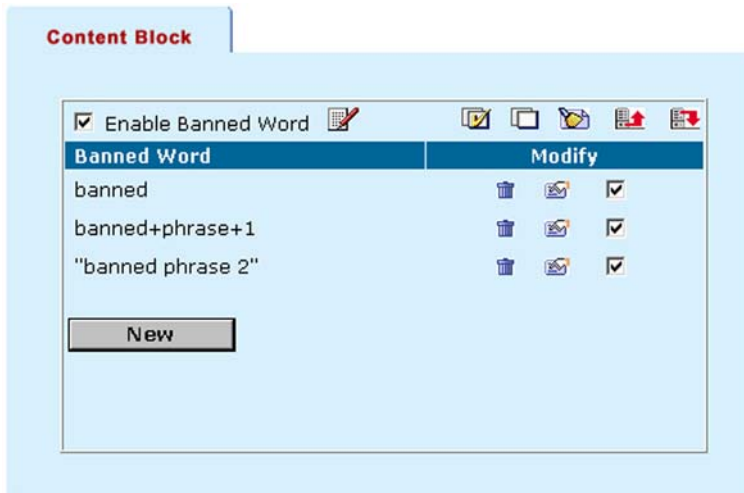 Content Block
Enable Banned Word
Banned Word Modify
banned
banned+phrase+1
"banned phrase 2"
New